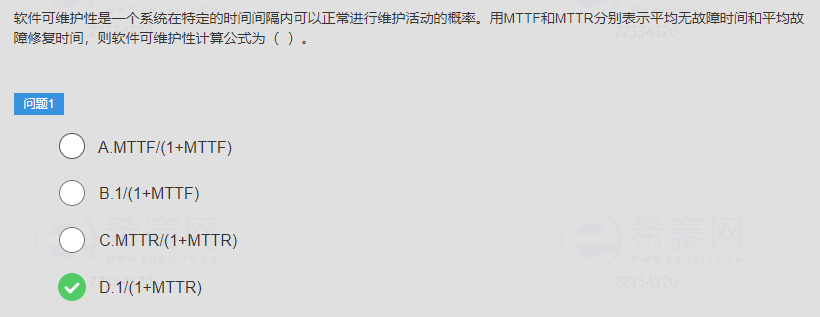 软件可维护性是一个系统在特定的时间间隔内可以正常进行维护活动的概率。用MTTF和MTTR分别表示平均无故障时间和平均故
障修复时间，则软件可维护性计算公式为（ ）。
22334320
问题1
A.MTTF/(1+MTTF)
B.1/(1+MTTF)
希赛网
希赛网
C.MTTR/(1+MTTR)
WWW.EDUCITY.CN
D.1/(1+MTTR)
22334320